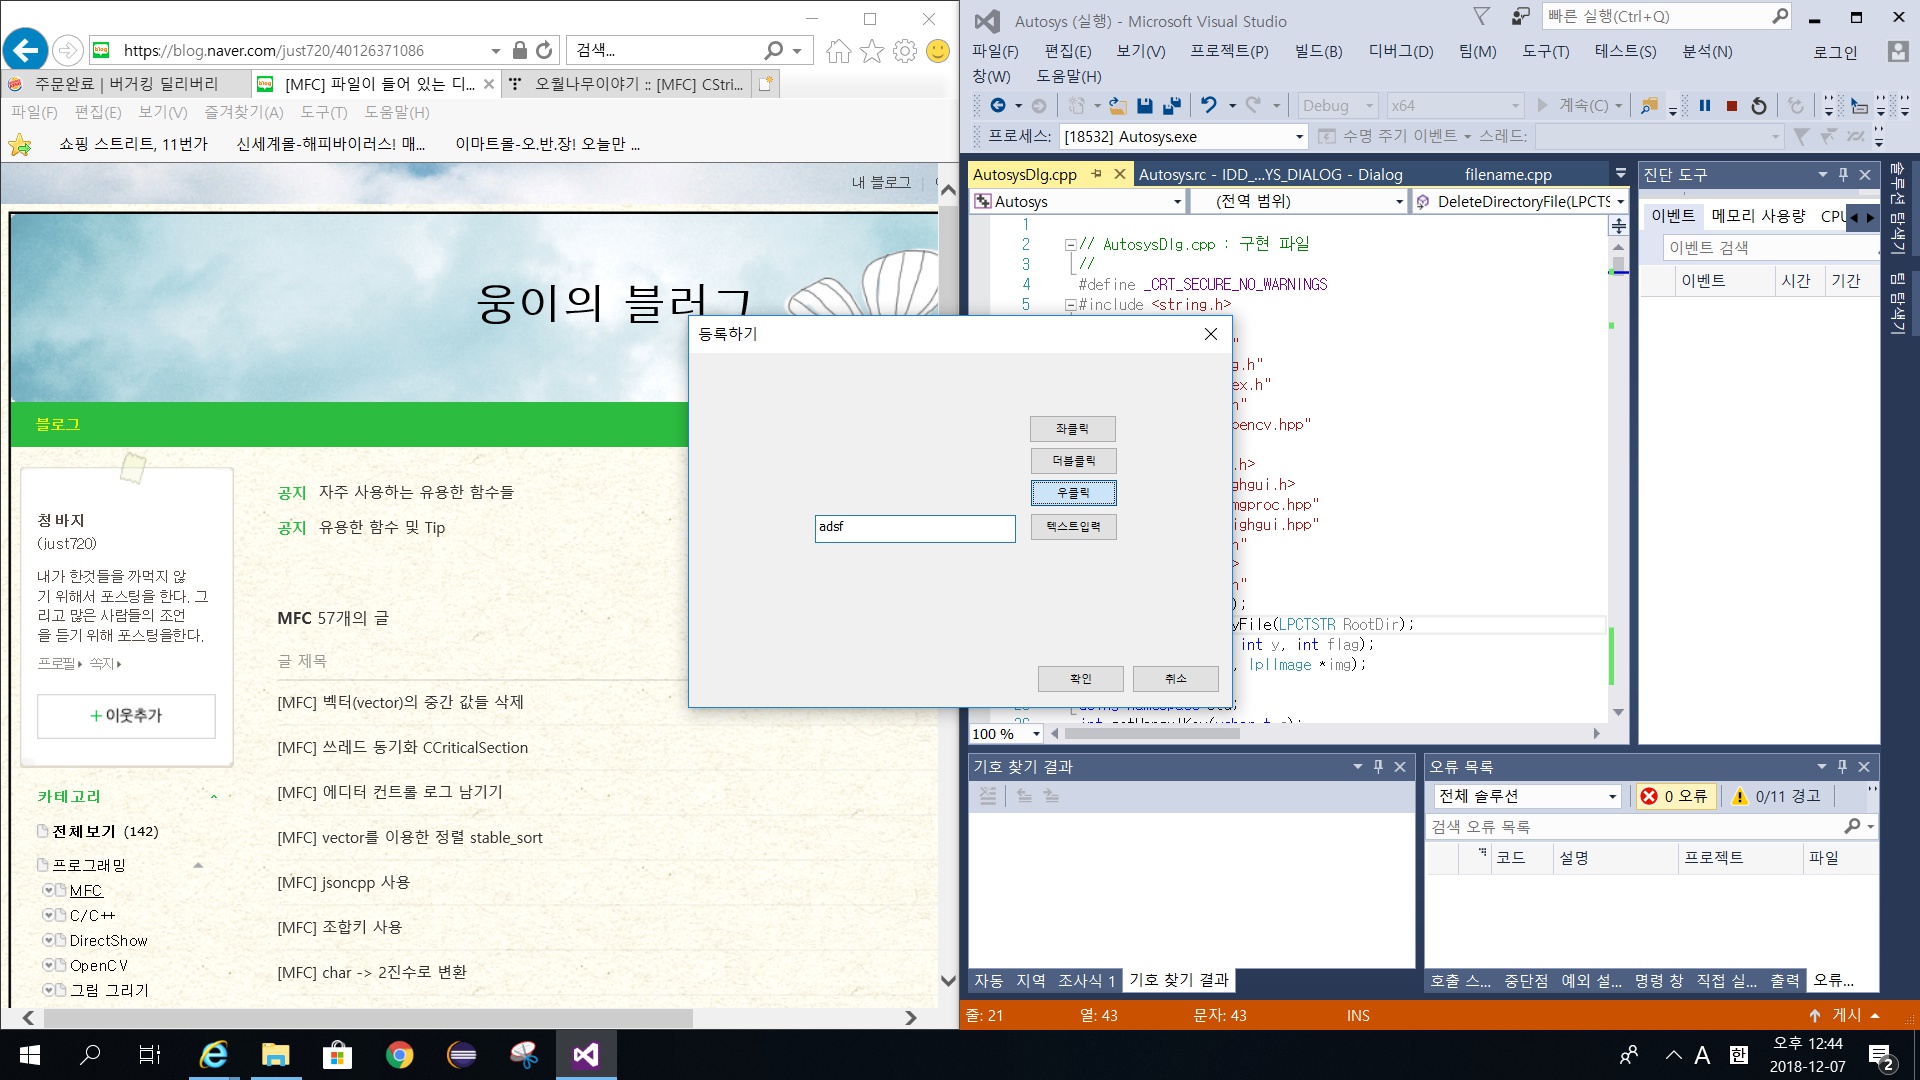 https://blog.naver.com/just720/40126371086
검색...
주문완료 | 버거킹 딜리버리
[MFC] 파일이 들어 있는 디...
오월나무이야기 :: [MFC] CStri...
파일(F) 편집(E) 보기(V) 즐겨찾기(A) 도구(T) 도움말(H)
쇼핑 스트리트, 11번가 신세계몰-해피바이러스! 매... 이마트몰-오.반.장! 오늘만 ...
내 블로그
웅이의 블러그
블로그
청바지
(just720)
내가 한것들을 까먹지 않
기 위해서 포스팅을 한다. 그
리고 많은 사람들의 조언
을 듣기 위해 포스팅을한다.
프로필 쪽지
+ 이웃추가
카테고리
전체보기 (142)
프로그래밍
MFC
C/C++
DirectShow
OpenCV
그림 그리기
공지 자주 사용하는 유용한 함수들
공지 유용한 함수 및 Tip
MFC 57개의 글
글 제목
[MFC] 벡터(vector)의 중간 값들 삭제
[MFC] 쓰레드 동기화 CCriticalSection
[MFC] 에디터 컨트롤 로그 남기기
[MFC] vector를 이용한 정렬 stable_sort
[MFC] jsoncpp 사용
[MFC] 조합키 사용
[MFC] char -> 2진수로 변환
등록하기
좌클릭
더블클릭
우클릭
adsf
텍스트입력
확인 취소
Autosys (실행) - Microsoft Visual Studio
빠른 실행(Ctrl+Q)
파일(F) 편집(E) 보기(V) 프로젝트(P) 빌드(B) 디버그(D) 팀(M) 도구(T) 테스트(S) 분석(N) 로그인
창(W) 도움말(H)
Debug x64 계속(C)
프로세스: [18532] Autosys.exe 수명 주기 이벤트 스레드:
AutosysDlg.cpp Autosys.rc - IDD_...YS_DIALOG - Dialog filename.cpp
Autosys (전역 범위) DeleteDirectoryFile(LPCTS
1
2 // AutosysDlg.cpp : 구현 파일
3 //
4 #define _CRT_SECURE_NO_WARNINGS
5 #include <string.h>
"
g.h"
ex.h"
h"
pencv.hpp"
.h>
ghgui.h>
mgproc.hpp"
ighgui.hpp"
h"
>
h"
);
yFile(LPCTSTR RootDir);
int y, int flag);
, IplImage *img);
100 %
진단 도구
이벤트 메모리 사용량 CPU
이벤트 검색
이벤트 시간 기간
솔루션 탐색기
팀 탐색기
기호 찾기 결과
자동 지역 조사식 1 기호 찾기 결과
오류 목록
전체 솔루션 0 오류 0/11 경고
검색 오류 목록
코드 설명 프로젝트 파일
호출 스... 중단점 예외 설... 명령 창 직접 실... 출력 오류...
줄: 21 열: 43 문자: 43 INS 게시
A 한
오후 12:44
2018-12-07
2